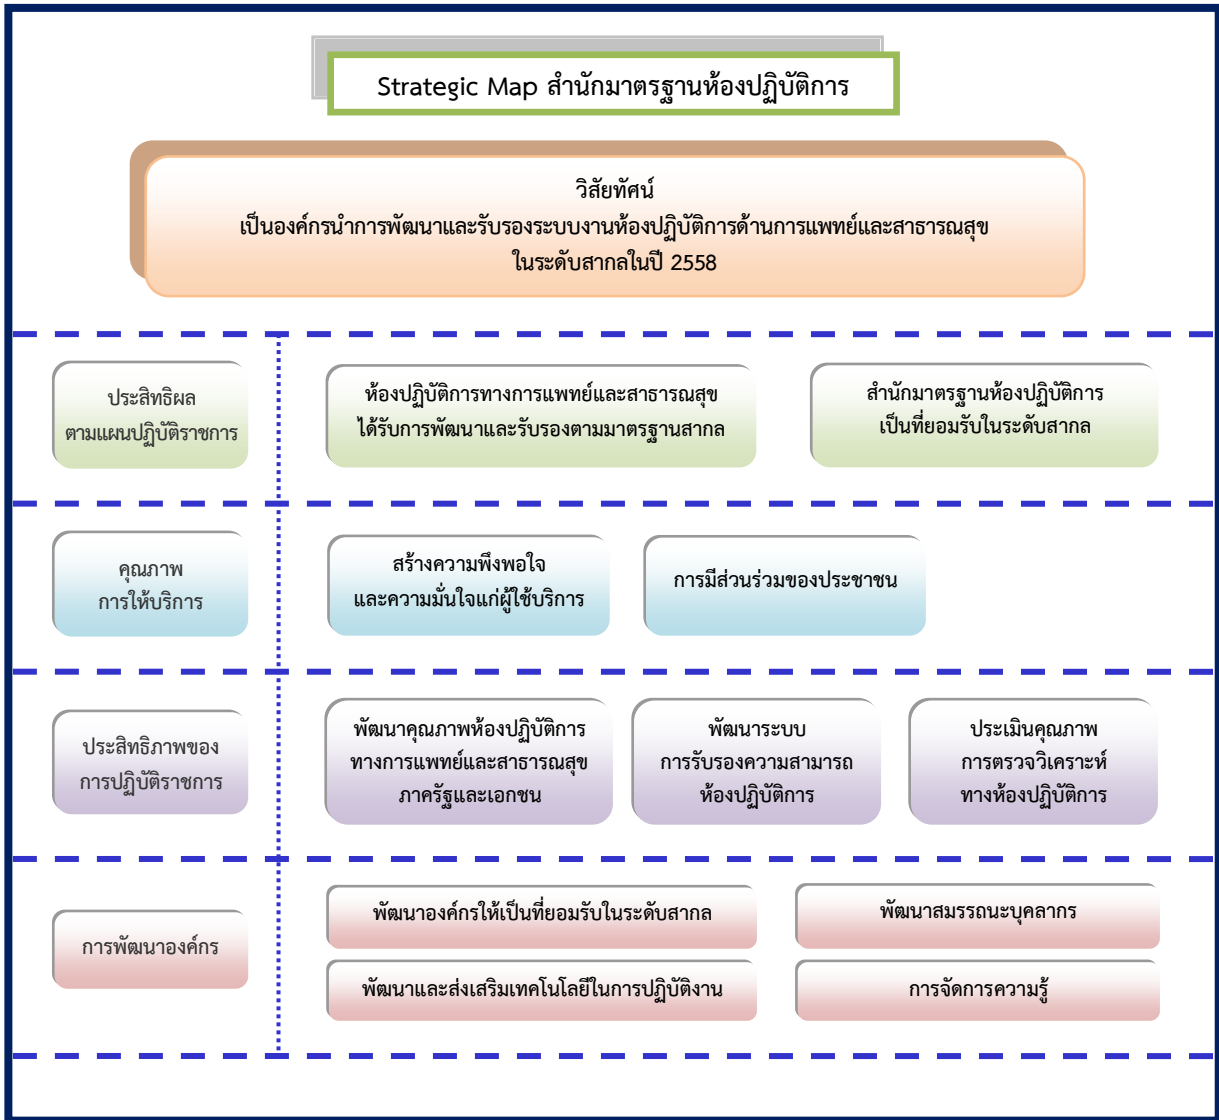 Strategic Map สำนักมาตรฐานห้องปฏิบัติการ
วิสัยทัศน์
เป็นองค์กรนำการพัฒนาและรับรองระบบงานห้องปฏิบัติการด้านการแพทย์และสาธารณสุข
ในระดับสากลในปี 2558
ประสิทธิผล
ตามแผนปฏิบัติราชการ
ห้องปฏิบัติการทางการแพทย์และสาธารณสุข
ได้รับการพัฒนาและรับรองตามมาตรฐานสากล
สำนักมาตรฐานห้องปฏิบัติการ
เป็นที่ยอมรับในระดับสากล
คุณภาพ
การให้บริการ
สร้างความพึงพอใจ
และความมั่นใจแก่ผู้ใช้บริการ
การมีส่วนร่วมของประชาชน
ประสิทธิภาพของ
การปฏิบัติราชการ
พัฒนาคุณภาพห้องปฏิบัติการ
ทางการแพทย์และสาธารณสุข
ภาครัฐและเอกชน
พัฒนาระบบ
การรับรองความสามารถ
ห้องปฏิบัติการ
ประเมินคุณภาพ
การตรวจวิเคราะห์
ทางห้องปฏิบัติการ
การพัฒนาองค์กร
พัฒนาองค์กรให้เป็นที่ยอมรับในระดับสากล
พัฒนาสมรรถนะบุคลากร
พัฒนาและส่งเสริมเทคโนโลยีในการปฏิบัติงาน
การจัดการความรู้